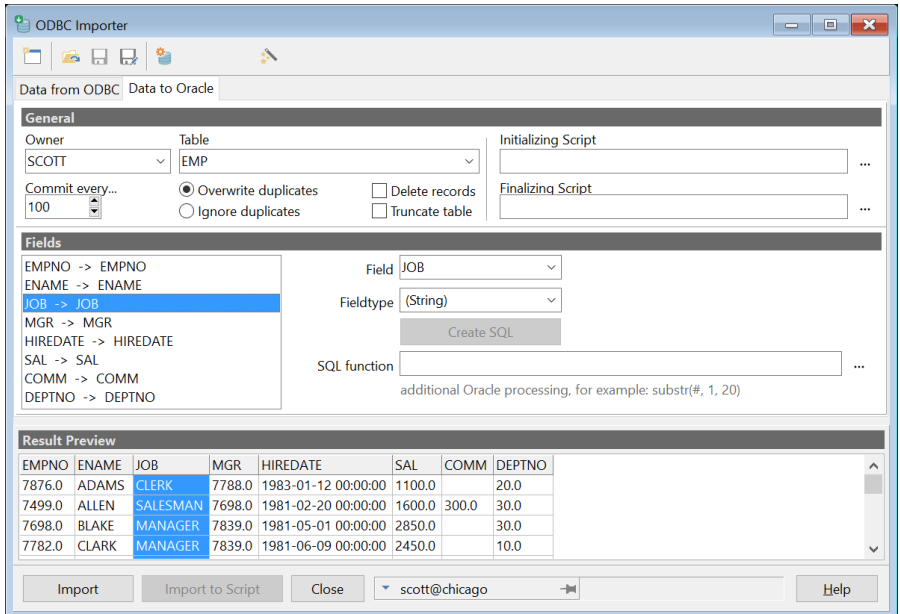 ODBC Importer
Data from ODBC Data to Oracle
General
Owner Table Initializing Script
SCOTT EMP ...
Commit every... Overwrite duplicates Delete records Finalizing Script
100 Ignore duplicates Truncate table ...
Fields
EMPNO -> EMPNO
ENAME -> ENAME
JOB -> JOB
MGR -> MGR
HIREDATE -> HIREDATE
SAL -> SAL
COMM -> COMM
DEPTNO -> DEPTNO
Field JOB
Fieldtype (String)
Create SQL
SQL function ...
additional Oracle processing, for example: substr(#, 1, 20)
Result Preview
EMPNO ENAME JOB MGR HIREDATE SAL COMM DEPTNO
7876.0 ADAMS CLERK 7788.0 1983-01-12 00:00:00 1100.0 20.0
7499.0 ALLEN SALESMAN 7698.0 1981-02-20 00:00:00 1600.0 300.0 30.0
7698.0 BLAKE MANAGER 7839.0 1981-05-01 00:00:00 2850.0 30.0
7782.0 CLARK MANAGER 7839.0 1981-06-09 00:00:00 2450.0 10.0
Import Import to Script Close scott@chicago Help